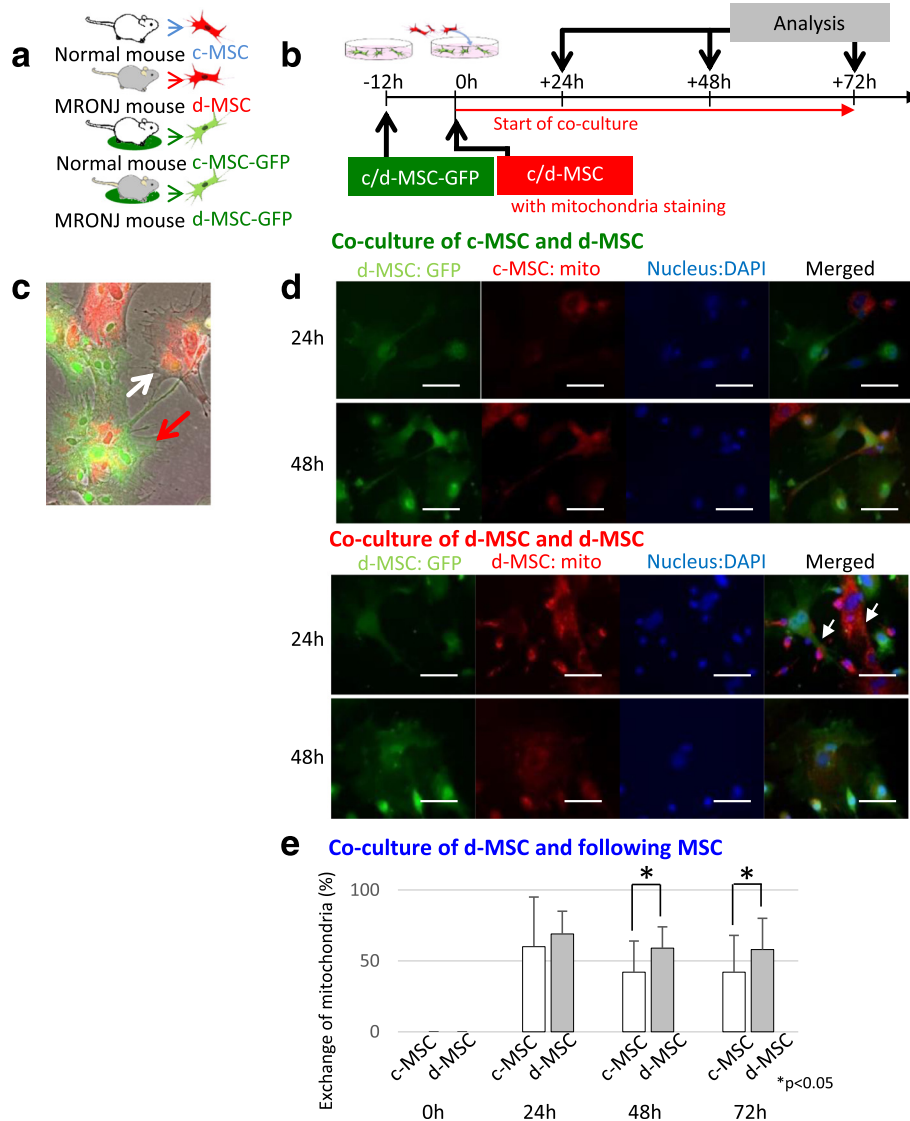 a
Normal mouse c-MSC
MRONJ mouse d-MSC
Normal mouse c-MSC-GFP
MRONJ mouse d-MSC-GFP
b
Analysis
-12h 0h +24h +48h +72h
Start of co-culture
c/d-MSC-GFP c/d-MSC
with mitochondria staining
c
d
Co-culture of c-MSC and d-MSC
d-MSC: GFP c-MSC: mito Nucleus:DAPI Merged
24h
48h
Co-culture of d-MSC and d-MSC
d-MSC: GFP d-MSC: mito Nucleus:DAPI Merged
24h
48h
e
Co-culture of d-MSC and following MSC
Exchange of mitochondria (%)
100
50
0
* *
c-MSC d-MSC c-MSC d-MSC c-MSC d-MSC c-MSC d-MSC
*p<0.05
0h 24h 48h 72h